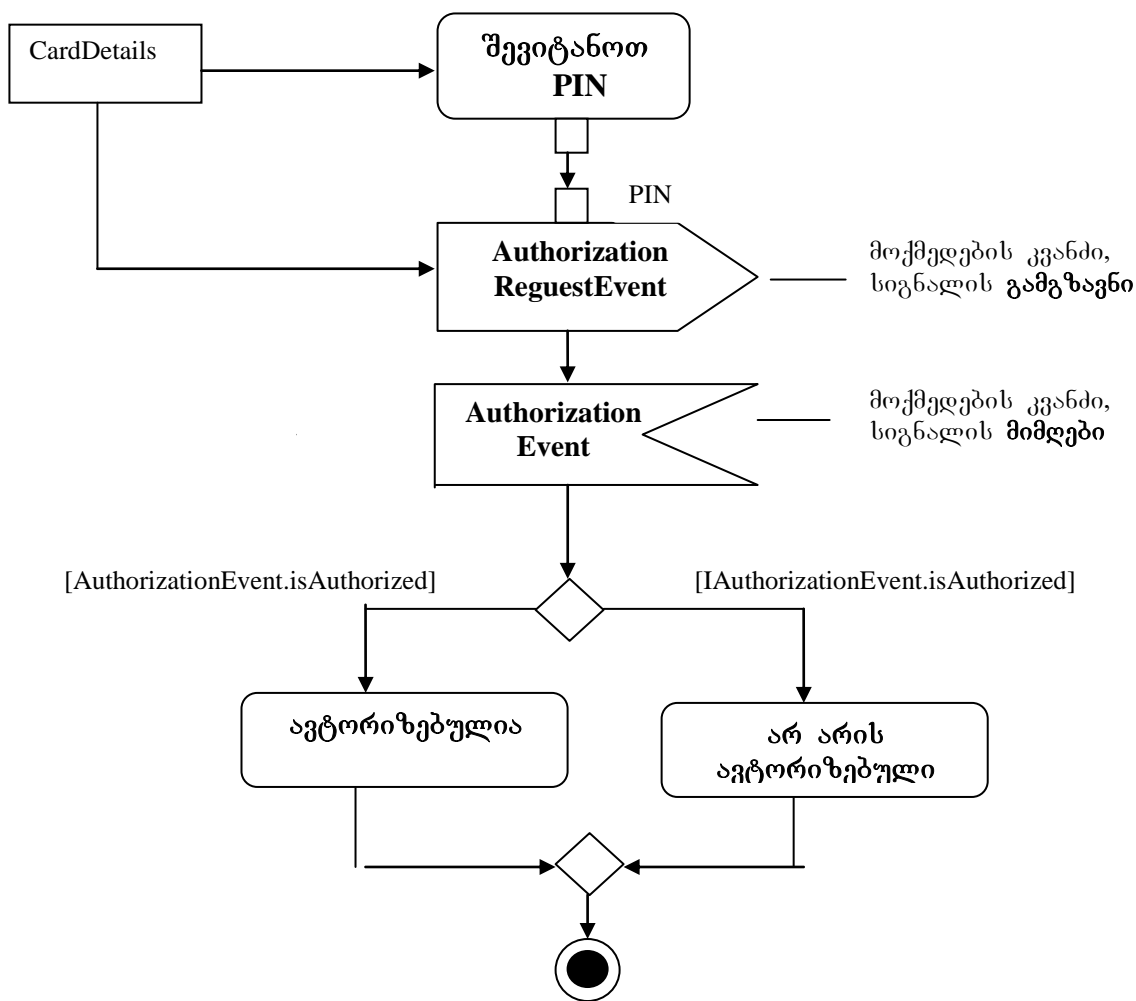 CardDetails
შევიტანოთ
PIN
PIN
Authorization
ReguestEvent
მოქმედების კვანძი,
სიგნალის გამგზავნი
Authorization
Event
მოქმედების კვანძი,
სიგნალის მიმღები
[AuthorizationEvent.isAuthorized]
[IAuthorizationEvent.isAuthorized]
ავტორიზებულია
არ არის
ავტორიზებული